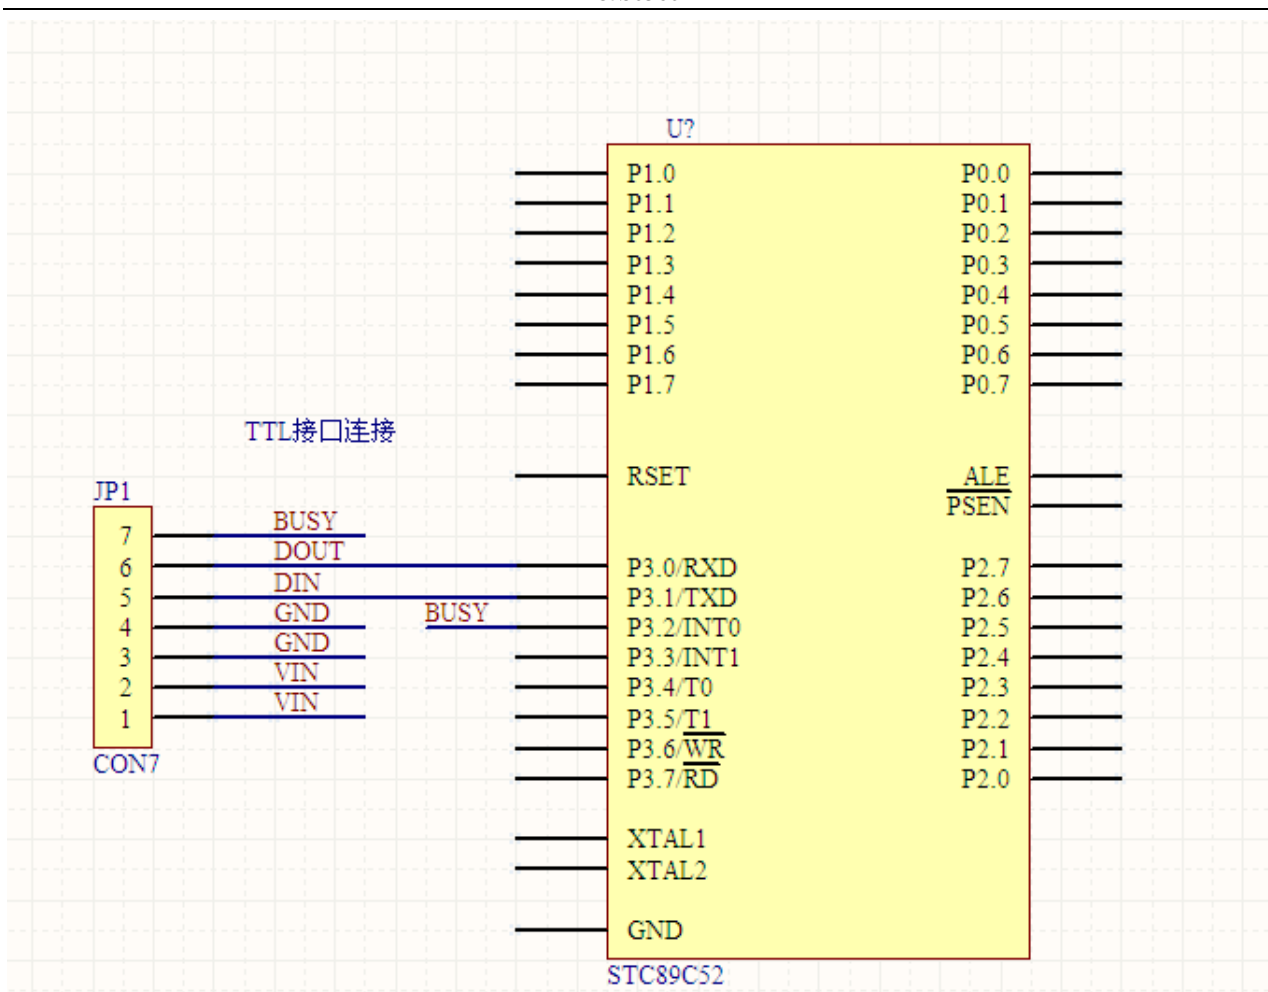 U?
P1.0 P0.0
P1.1 P0.1
P1.2 P0.2
P1.3 P0.3
P1.4 P0.4
P1.5 P0.5
P1.6 P0.6
P1.7 P0.7
TTL接口连接
RSET ALE
JP1 PSEN
7 BUSY
6 DOUT P3.0/RXD P2.7
5 DIN P3.1/TXD P2.6
4 GND BUSY P3.2/INT0 P2.5
3 GND P3.3/INT1 P2.4
2 VIN P3.4/T0 P2.3
1 VIN P3.5/T1 P2.2
P3.6/WR P2.1
CON7 P3.7/RD P2.0
XTAL1
XTAL2
GND
STC89C52